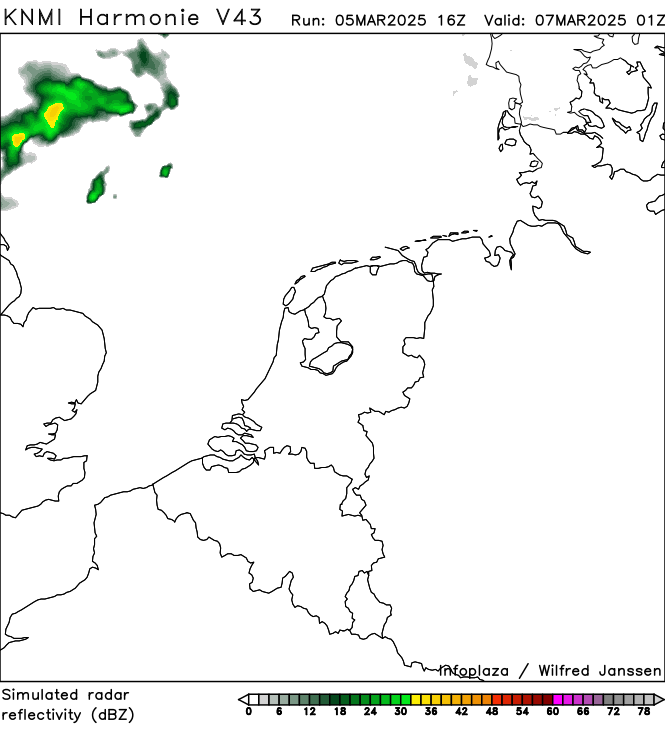 KNMI Harmonie V43 Run: 05MAR2025 16Z Valid: 07MAR2025 01Z
infoplaza / Wilfred Janssen
Simulated radar
reflectivity (dBZ)
0 6 12 18 24 30 36 42 48 54 60 66 72 78